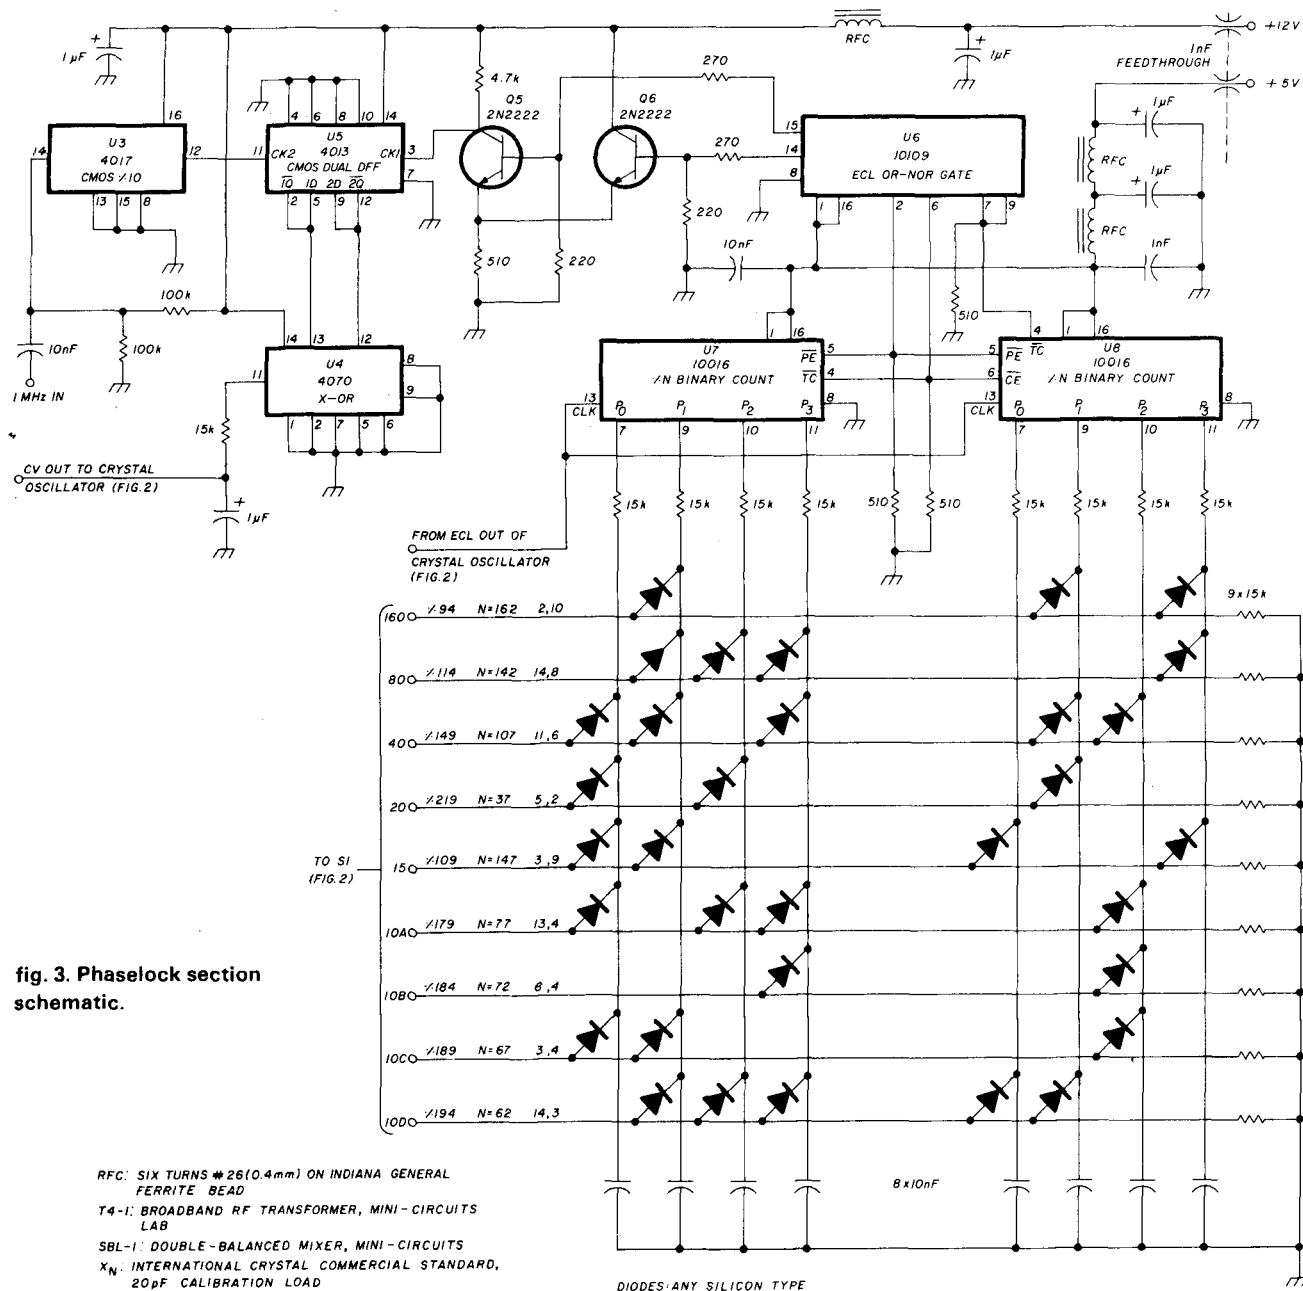 +12V
1nF
FEEDTHROUGH
+5V
RFC
+
1µF
+
1µF
270
4.7k
Q5
2N2222
Q6
2N2222
270
16
4 6 8 10 14
14
U3
4017
CMOS ⁒10
12
13 15 8
11
U5
4013
CK2 CK1
CMOS DUAL DFF
1Q 1D 2D 2Q
2 5 9 12
3
7
15
14
8
U6
10109
ECL OR-NOR GATE
1 16 2 6 7 9
+ 1µF
RFC
+ 1µF
RFC
1nF
510
220
220
10nF
510
100k
100k
10nF
1 MHz IN
14 13 12
11
U4
4070
X-OR
8
9
1 2 7 5 6
15k
CV OUT TO CRYSTAL
OSCILLATOR (FIG.2)
+
1µF
1 16
U7
10016
⁒N BINARY COUNT
PE 5
TC 4
13
CLK
8
P0 P1 P2 P3
7 9 10 11
4 1 16
TC
U8
10016
⁒N BINARY COUNT
5 PE
6 CE
13
CLK
8
P0 P1 P2 P3
7 9 10 11
15k 15k 15k 15k 510 510 15k 15k 15k 15k
FROM ECL OUT OF
CRYSTAL OSCILLATOR
(FIG.2)
9x15k
160 ⁒94 N=162 2,10
80 ⁒114 N=142 14,8
40 ⁒149 N=107 11,6
20 ⁒219 N=37 5,2
15 ⁒109 N=147 3,9
10A ⁒179 N=77 13,4
10B ⁒184 N=72 8,4
10C ⁒189 N=67 3,4
10D ⁒194 N=62 14,3
TO S1
(FIG.2)
fig. 3. Phaselock section
schematic.
RFC: SIX TURNS #26(0.4mm) ON INDIANA GENERAL
FERRITE BEAD
T4-1: BROADBAND RF TRANSFORMER, MINI-CIRCUITS
LAB
SBL-1: DOUBLE-BALANCED MIXER, MINI-CIRCUITS
XN: INTERNATIONAL CRYSTAL COMMERCIAL STANDARD,
20pF CALIBRATION LOAD
8x10nF
DIODES: ANY SILICON TYPE